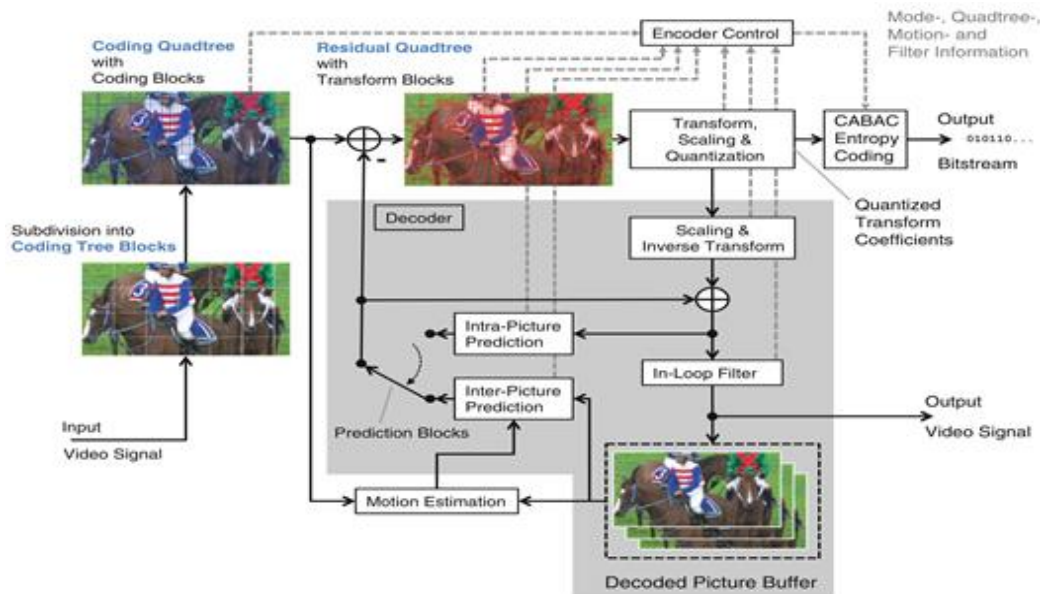 Coding Quadtree
with
Coding Blocks
Residual Quadtree
with
Transform Blocks
Encoder Control
Mode-, Quadtree-,
Motion- and
Filter Information
Transform,
Scaling &
Quantization
CABAC
Entropy
Coding
Output
010110...
Bitstream
-
Decoder
Quantized
Transform
Coefficients
Scaling &
Inverse Transform
Subdivision into
Coding Tree Blocks
Intra-Picture
Prediction
In-Loop Filter
Inter-Picture
Prediction
Prediction Blocks
Output
Video Signal
Input
Video Signal
Motion Estimation
Decoded Picture Buffer